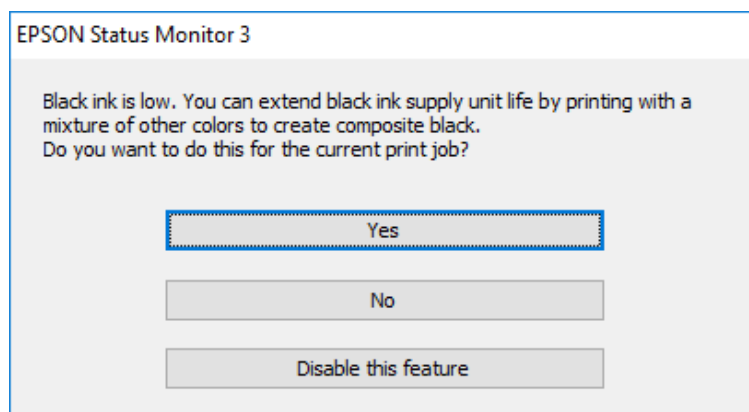 EPSON Status Monitor 3
Black ink is low. You can extend black ink supply unit life by printing with a
mixture of other colors to create composite black.
Do you want to do this for the current print job?
Yes
No
Disable this feature